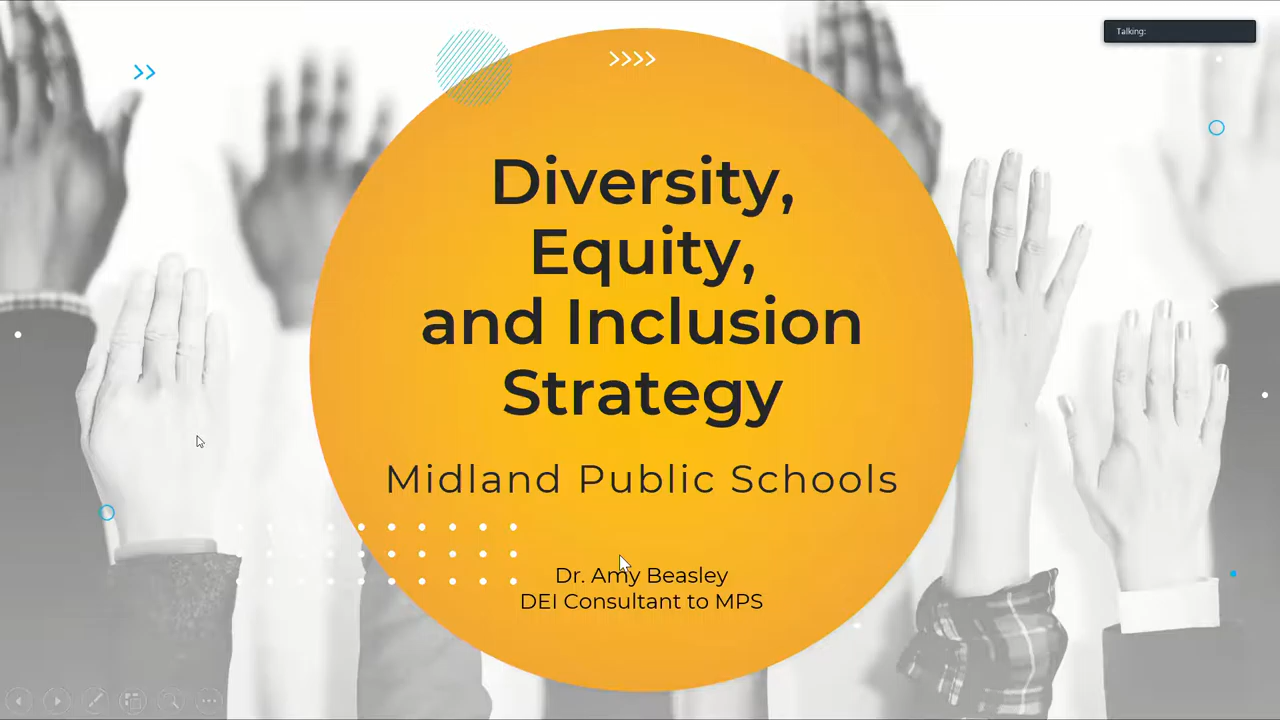 Talking:
Diversity,
Equity,
and Inclusion
Strategy
Midland Public Schools
Dr. Amy Beasley
DEI Consultant to MPS